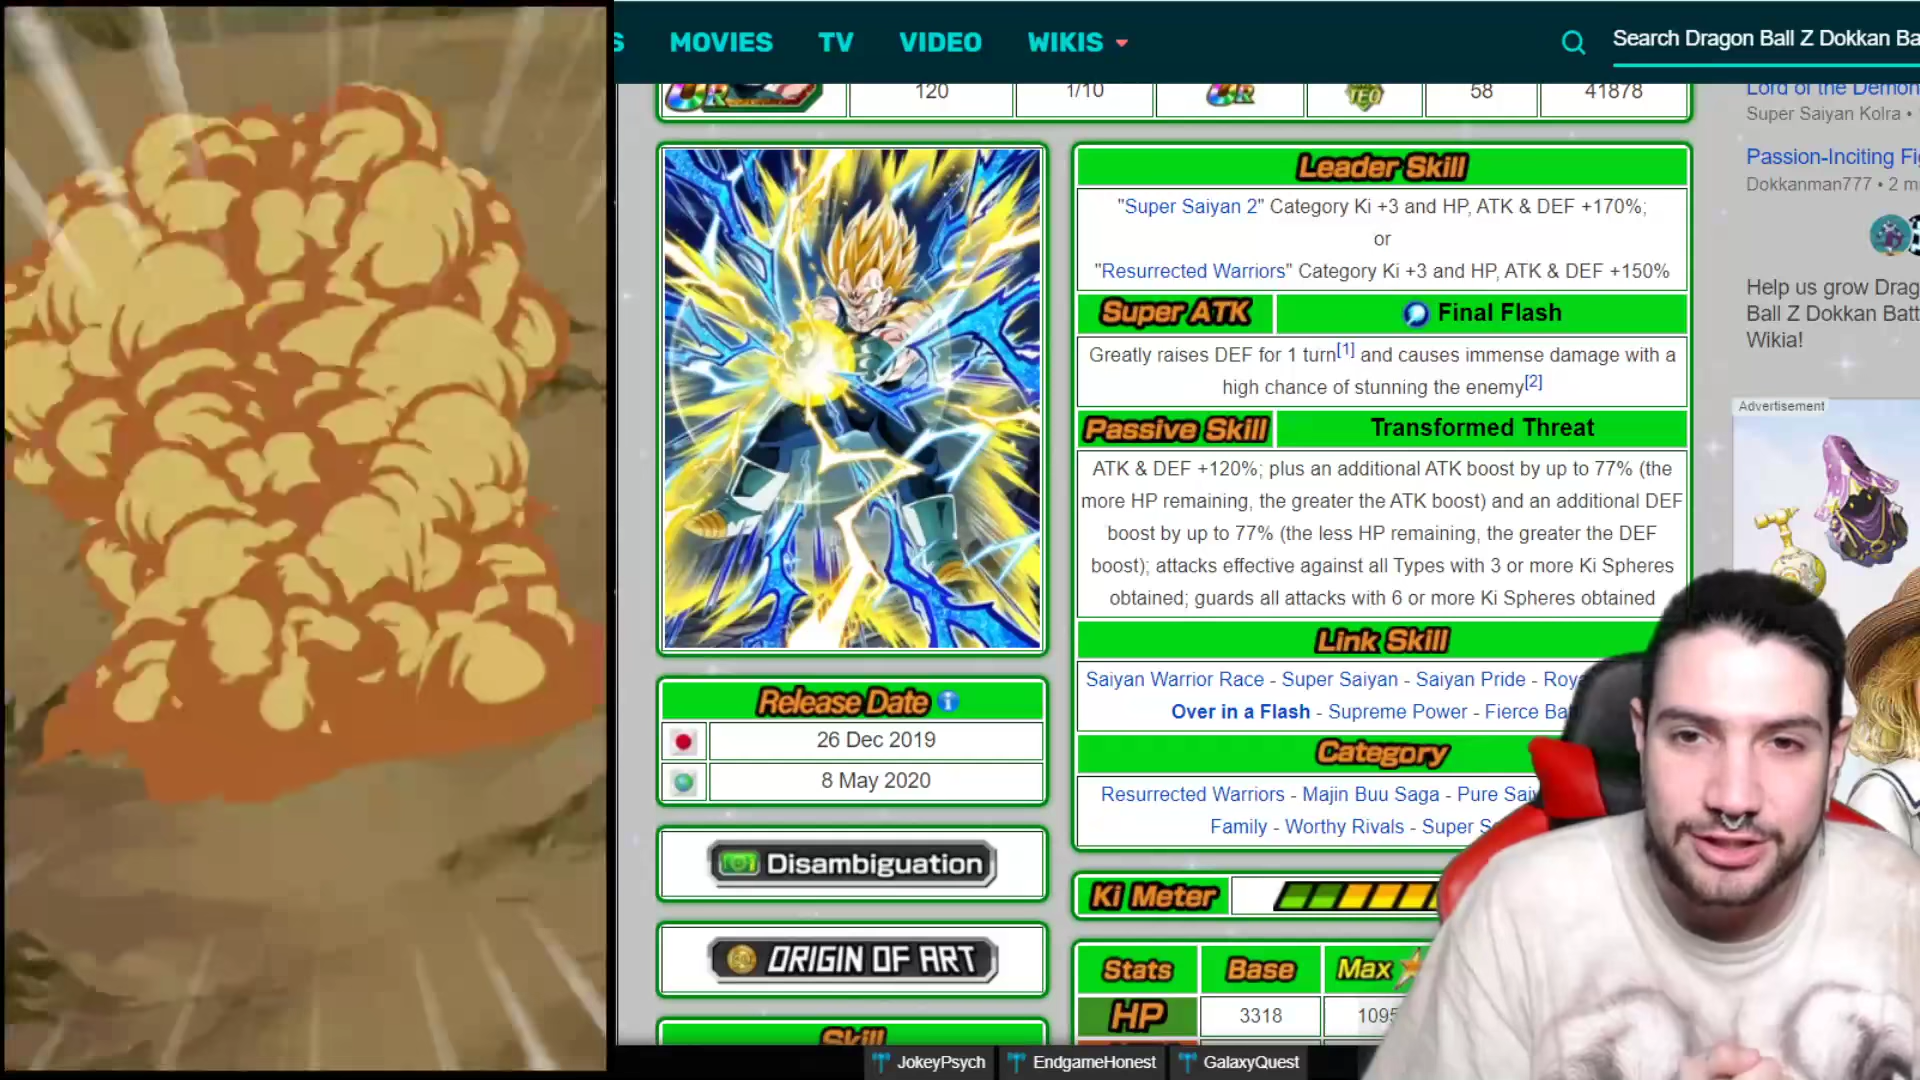 S MOVIES TV VIDEO WIKIS
Search Dragon Ball Z Dokkan Ba
UR 120 1/10 UR TEQ 58 41878
Lord of the Demon
Super Saiyan Kolra •
Passion-Inciting Fi
Dokkanman777 • 2 m
Help us grow Drag
Ball Z Dokkan Batt
Wikia!
Advertisement
Leader Skill
"Super Saiyan 2" Category Ki +3 and HP, ATK & DEF +170%;
or
"Resurrected Warriors" Category Ki +3 and HP, ATK & DEF +150%
Super ATK Final Flash
Greatly raises DEF for 1 turn[1] and causes immense damage with a
high chance of stunning the enemy[2]
Passive Skill Transformed Threat
ATK & DEF +120%; plus an additional ATK boost by up to 77% (the
more HP remaining, the greater the ATK boost) and an additional DEF
boost by up to 77% (the less HP remaining, the greater the DEF
boost); attacks effective against all Types with 3 or more Ki Spheres
obtained; guards all attacks with 6 or more Ki Spheres obtained
Link Skill
Saiyan Warrior Race - Super Saiyan - Saiyan Pride - Roy
Over in a Flash - Supreme Power - Fierce Ba
Category
Resurrected Warriors - Majin Buu Saga - Pure Sai
Family - Worthy Rivals - Super S
Ki Meter
Stats Base Max
HP 3318 1095
Release Date
26 Dec 2019
8 May 2020
Disambiguation
ORIGIN OF ART
Skill
JokeyPsych EndgameHonest GalaxyQuest